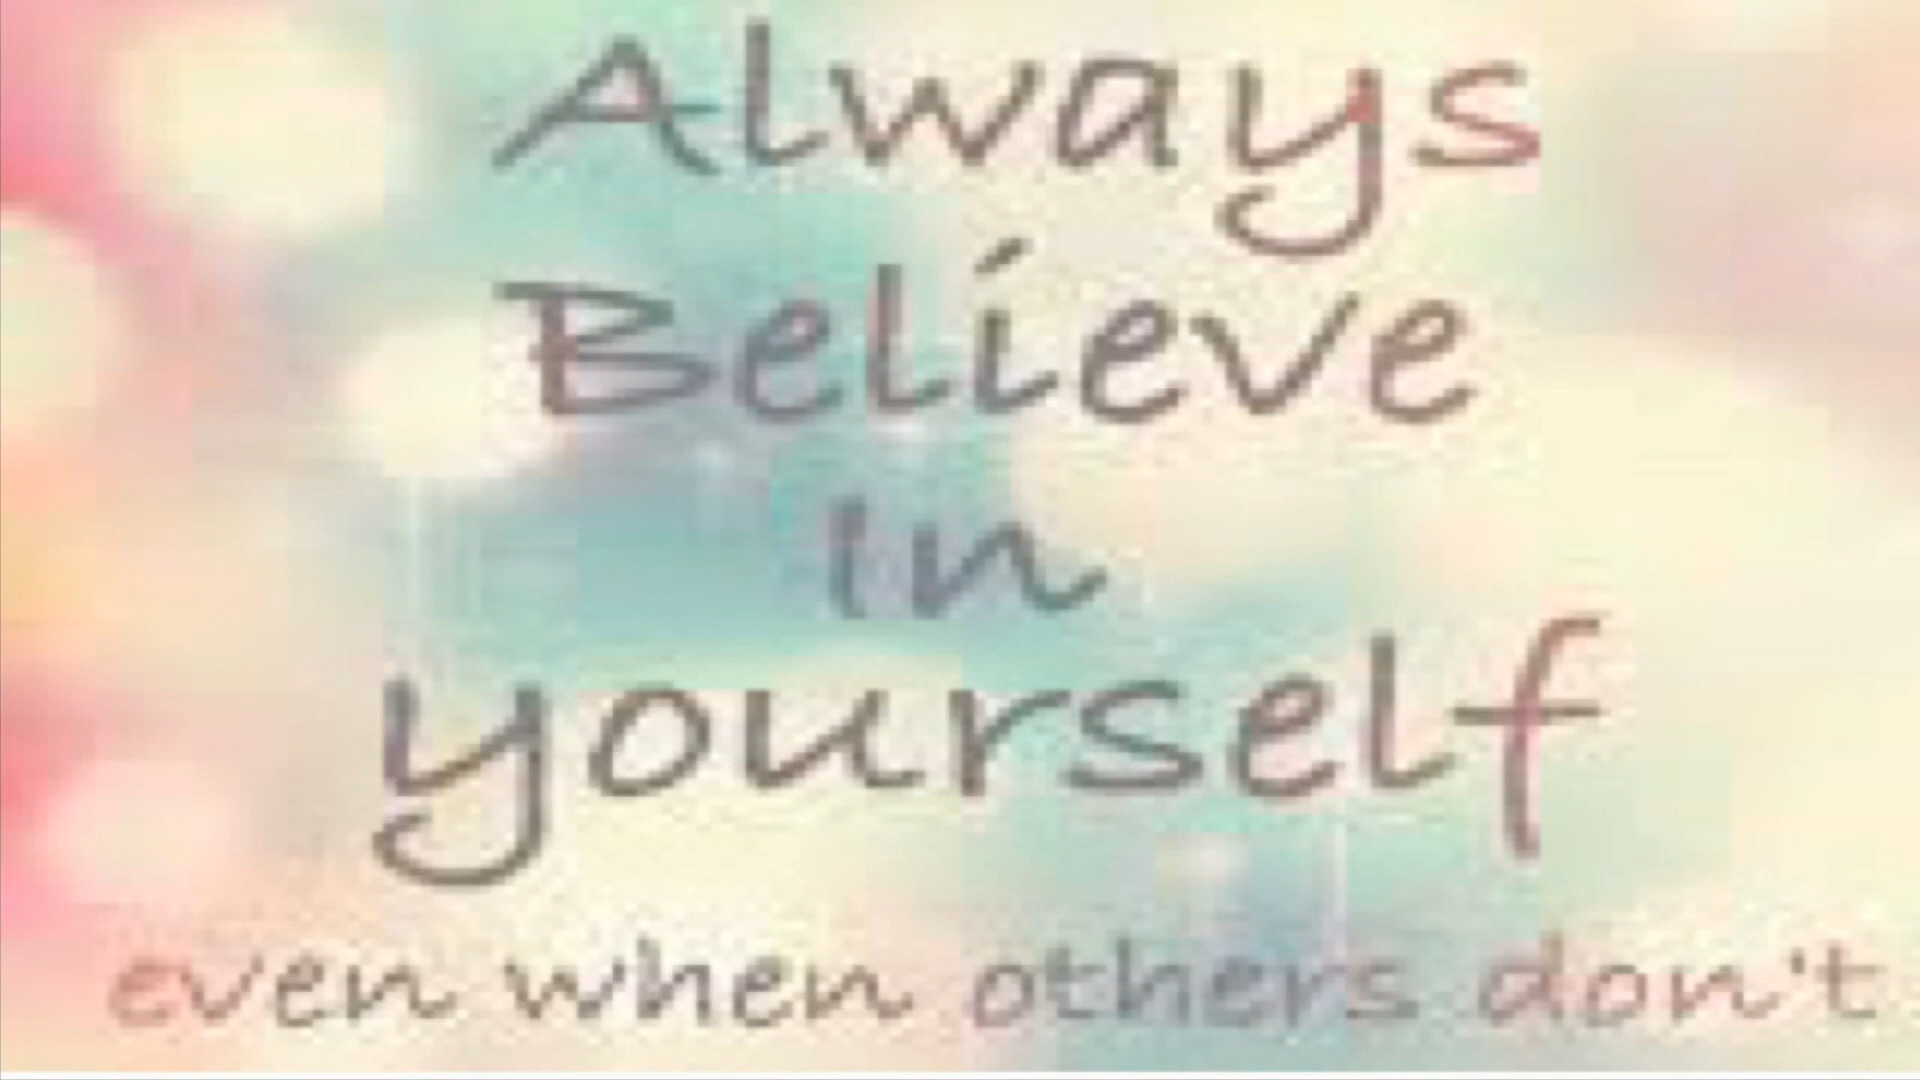 Always
Believe
in
yourself
even when others don't